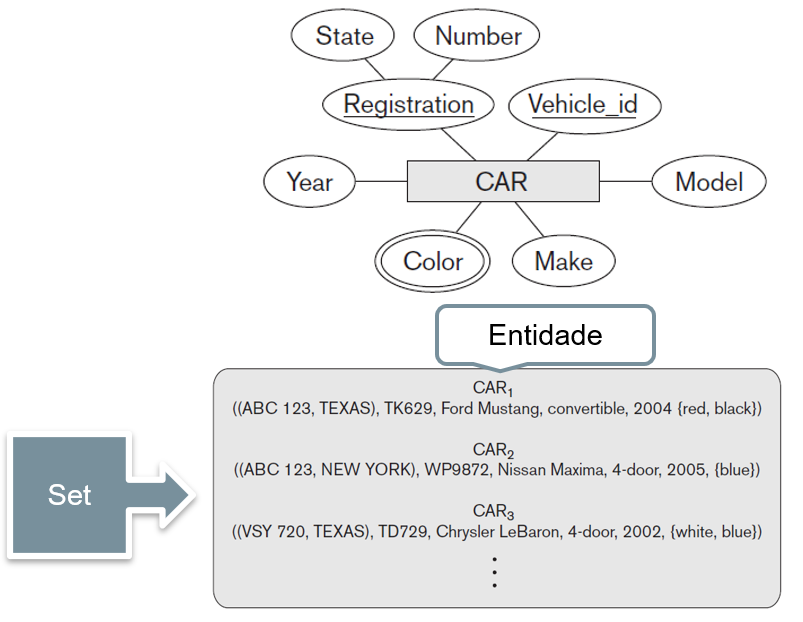 State
Number
Registration
Vehicle_id
Year
CAR
Model
Color
Make
Entidade
CAR₁
((ABC 123, TEXAS), TK629, Ford Mustang, convertible, 2004 {red, black})
CAR₂
((ABC 123, NEW YORK), WP9872, Nissan Maxima, 4-door, 2005, {blue})
Set
CAR₃
((VSY 720, TEXAS), TD729, Chrysler LeBaron, 4-door, 2002, {white, blue})